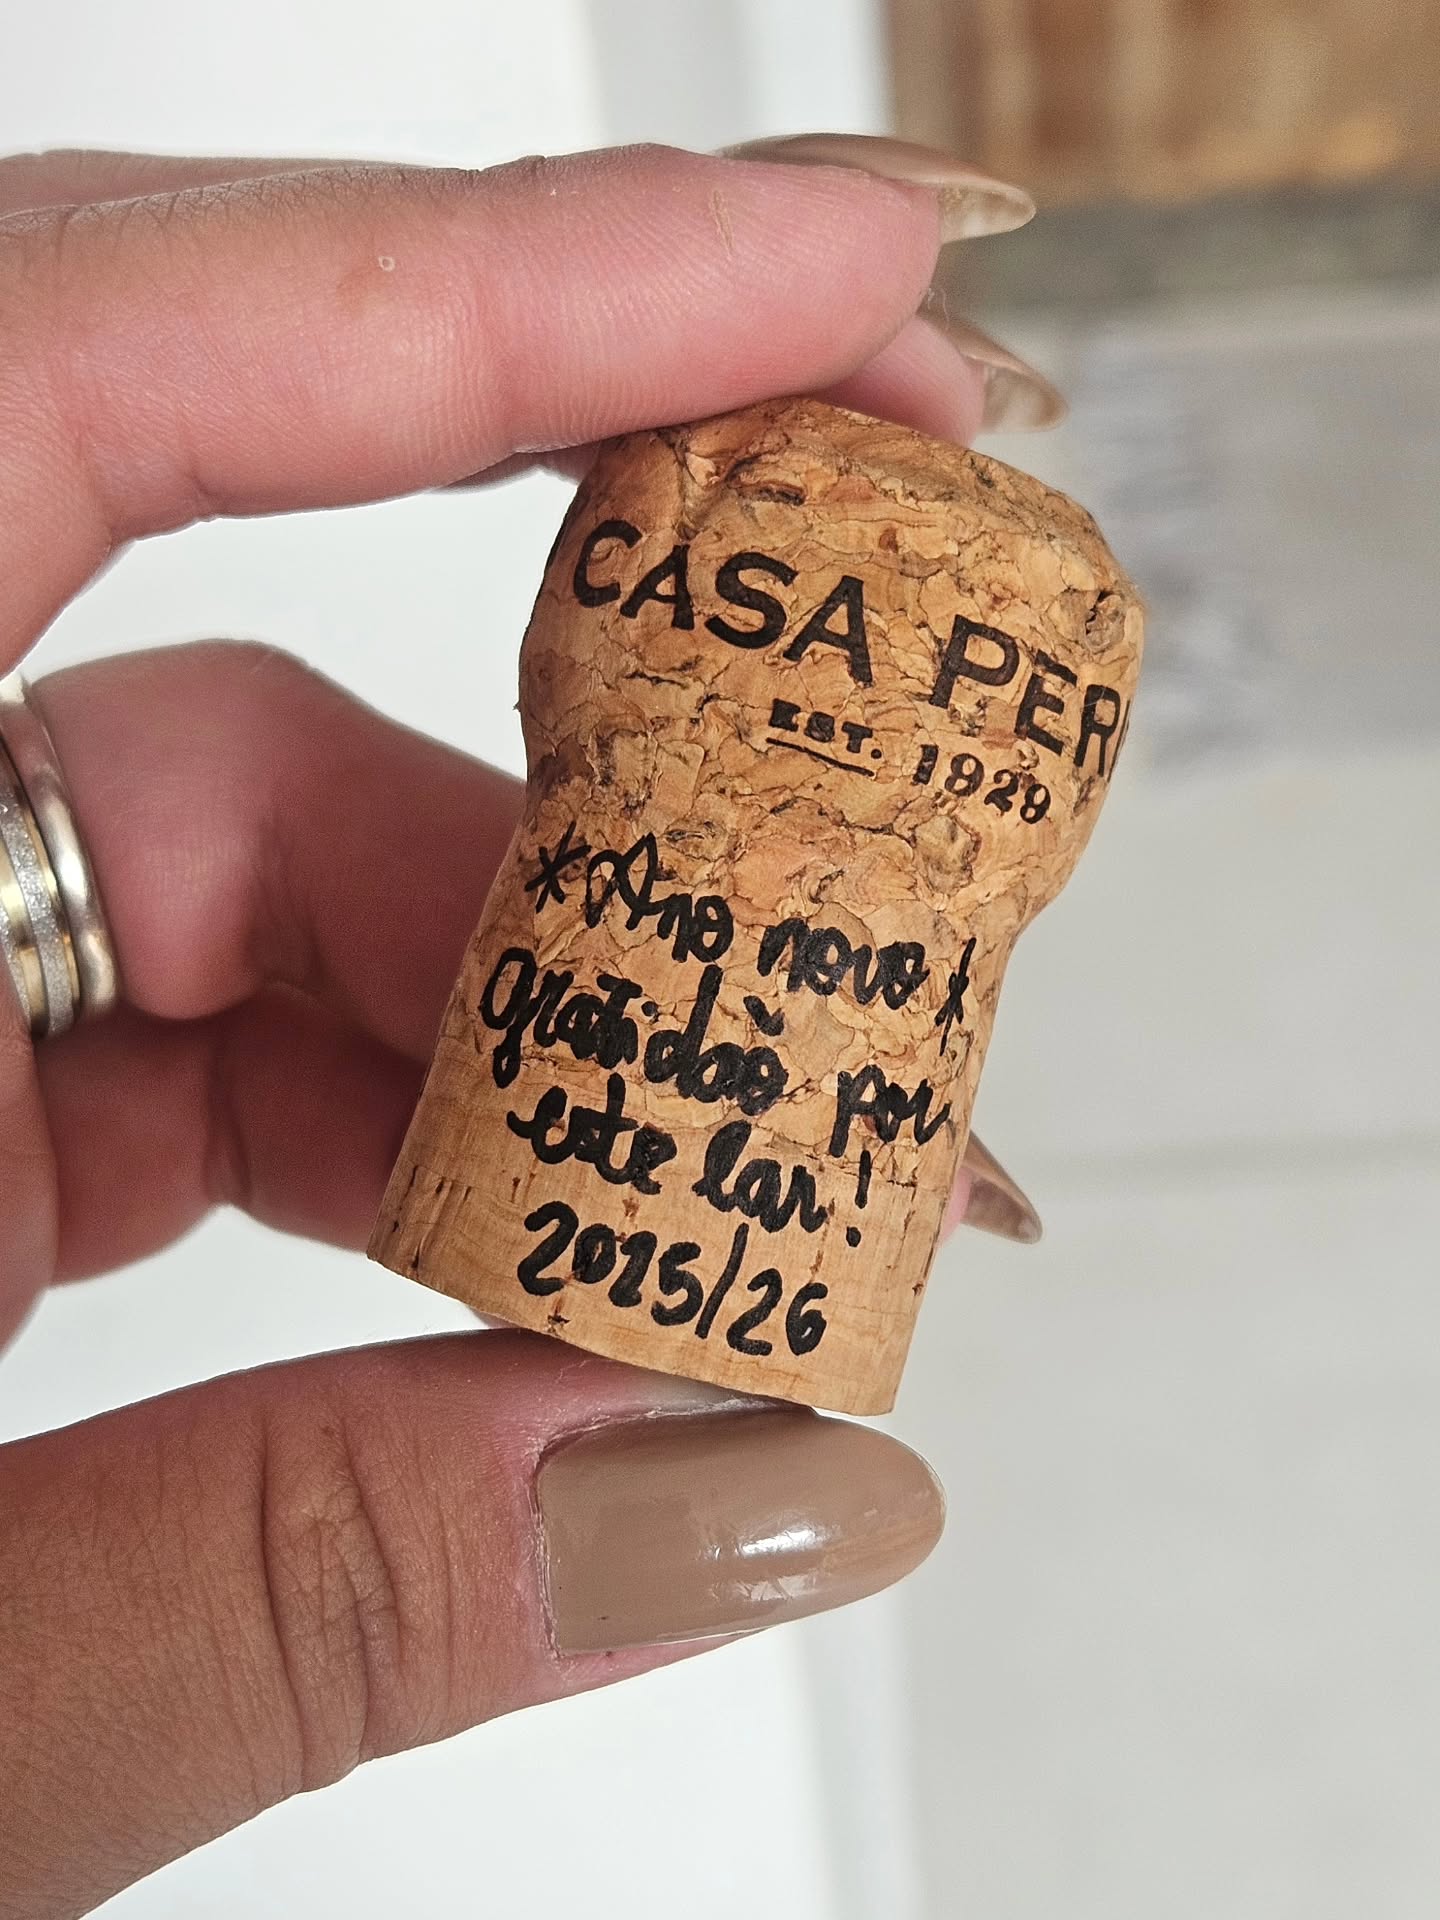 CASA PER
EST. 1929
*Ano novo*
gratidão por
este lar!
2025/26